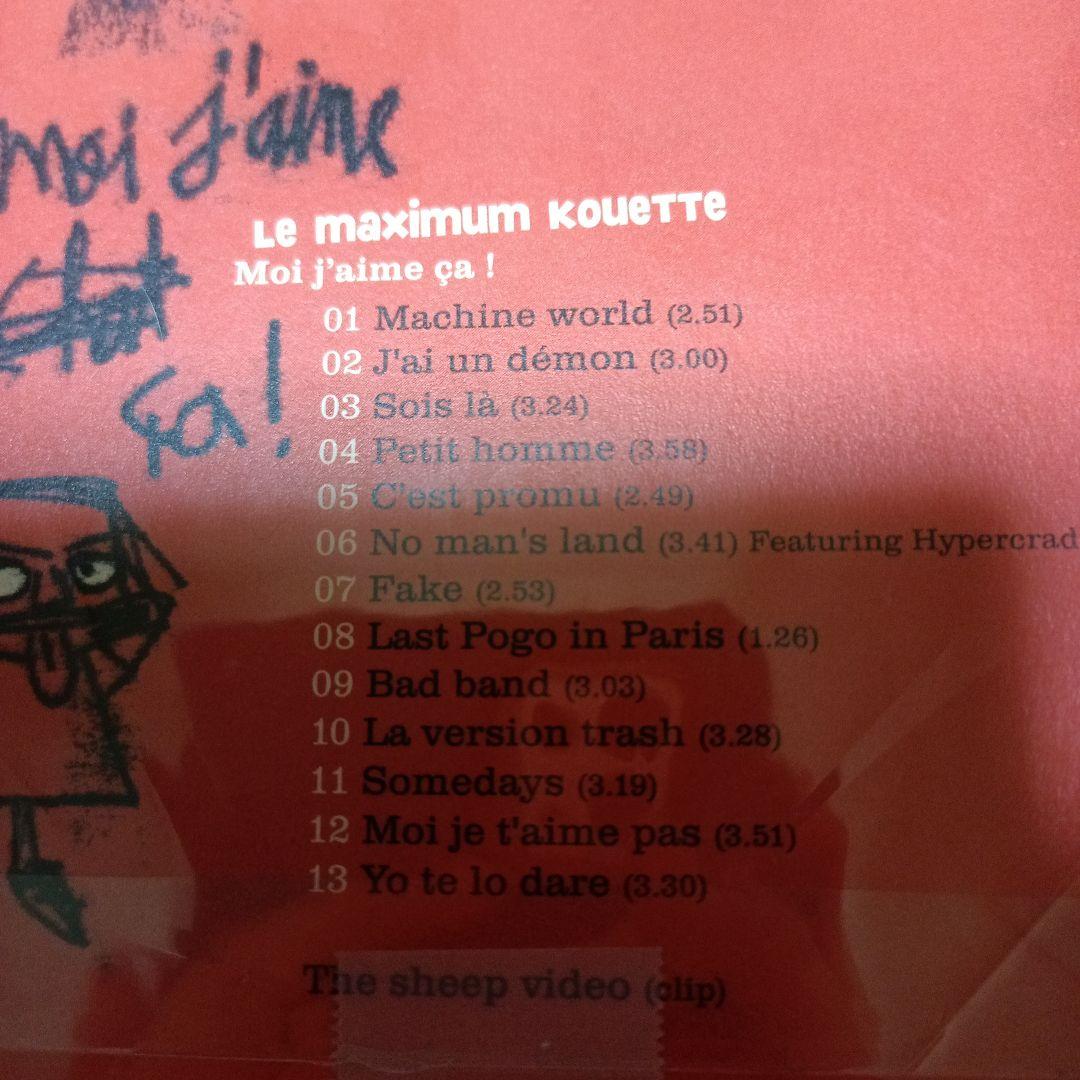 moi j'aime
ça !
Le maximum Kouette
Moi j'aime ça !
01 Machine world (2.51)
02 J'ai un démon (3.00)
03 Sois là (3.24)
04 Petit homme (3.58)
05 C'est promu (2.49)
06 No man's land (3.41) Featuring Hypercrad
07 Fake (2.53)
08 Last Pogo in Paris (1.26)
09 Bad band (3.03)
10 La version trash (3.28)
11 Somedays (3.19)
12 Moi je t'aime pas (3.51)
13 Yo te lo dare (3.30)
The sheep video (clip)